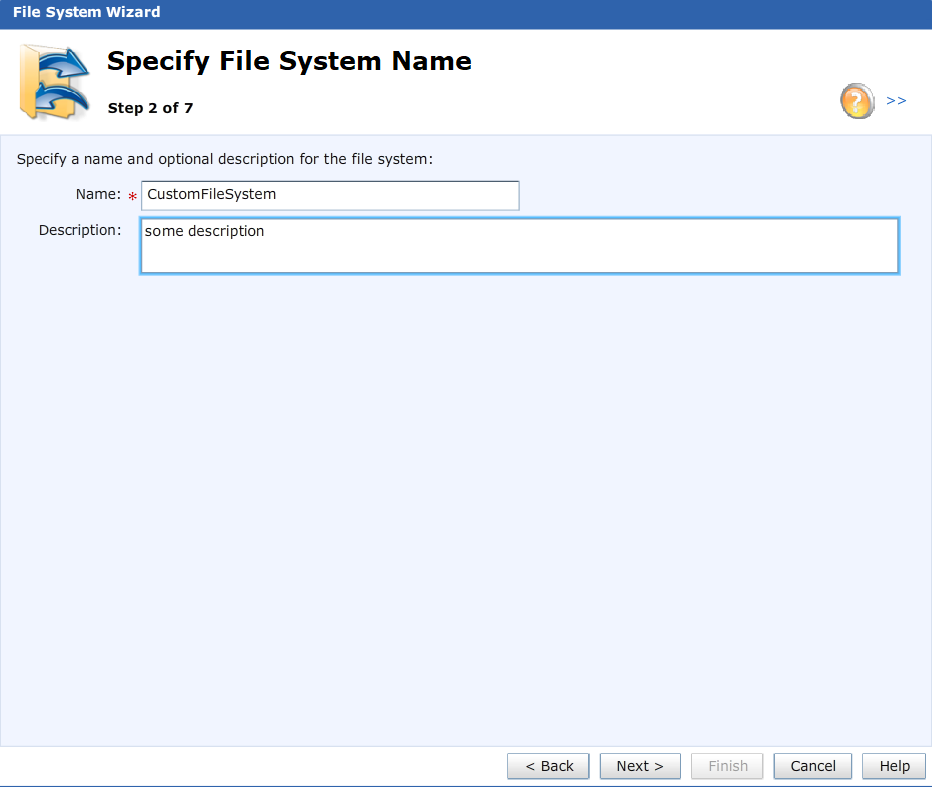 File System Wizard
Specify File System Name
Step 2 of 7
?
>>
Specify a name and optional description for the file system:
Name: * CustomFileSystem
Description: some description
< Back Next > Finish Cancel Help